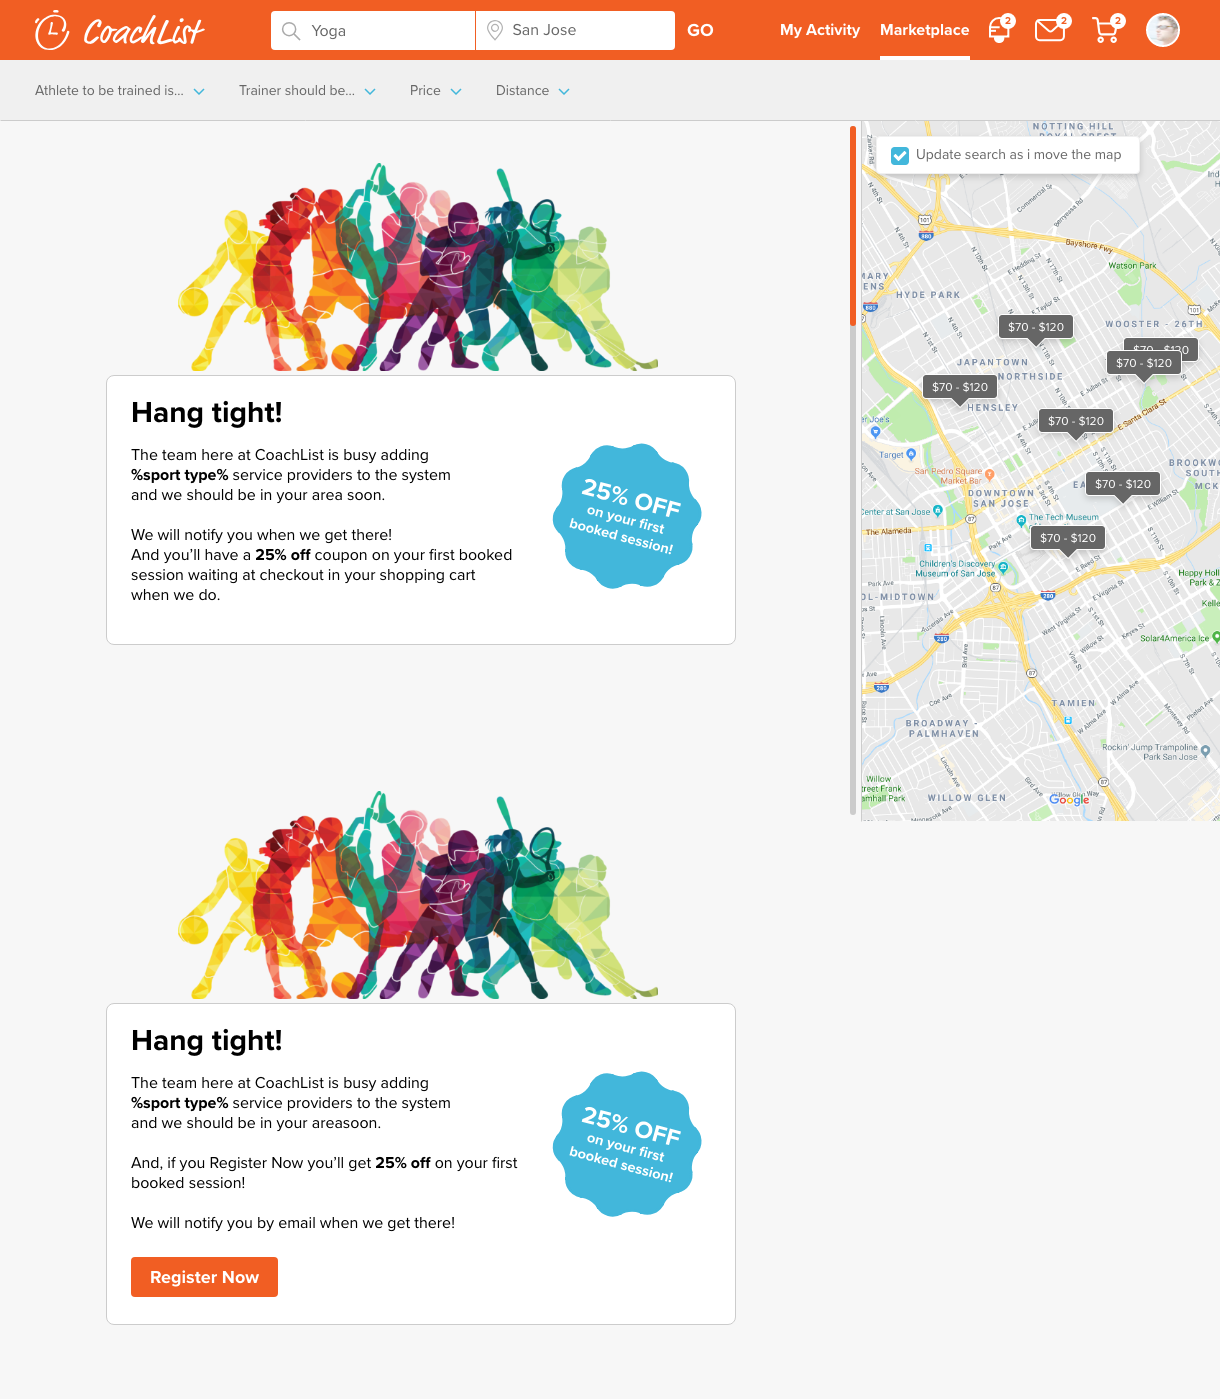 CoachList
Yoga
San Jose
GO
My Activity
Marketplace
2
2
2
Athlete to be trained is...
Trainer should be...
Price
Distance
Update search as i move the map
NOTTING HILL
Bayshore Fwy
Watson Park
HYDE PARK
WOOSTER - 26TH
$70 - $120
$70 - $120
JAPANTOWN
NORTHSIDE
$70 - $120
HENSLEY
$70 - $120
E Santa Clara St
Target
San Pedro Square
Market Bar
DOWNTOWN
SAN JOSE
$70 - $120
The Tech Museum
The Alameda
$70 - $120
Children's Discovery
Museum of San Jose
Park Ave
Solar4America Ice
TAMIEN
BROADWAY -
PALMHAVEN
Rockin' Jump Trampoline
Park San Jose
WILLOW GLEN
Google
Hang tight!
The team here at CoachList is busy adding
%sport type% service providers to the system
and we should be in your area soon.
We will notify you when we get there!
And you'll have a 25% off coupon on your first booked
session waiting at checkout in your shopping cart
when we do.
25% OFF
on your first
booked session!
Hang tight!
The team here at CoachList is busy adding
%sport type% service providers to the system
and we should be in your areasoon.
And, if you Register Now you'll get 25% off on your first
booked session!
We will notify you by email when we get there!
Register Now
25% OFF
on your first
booked session!